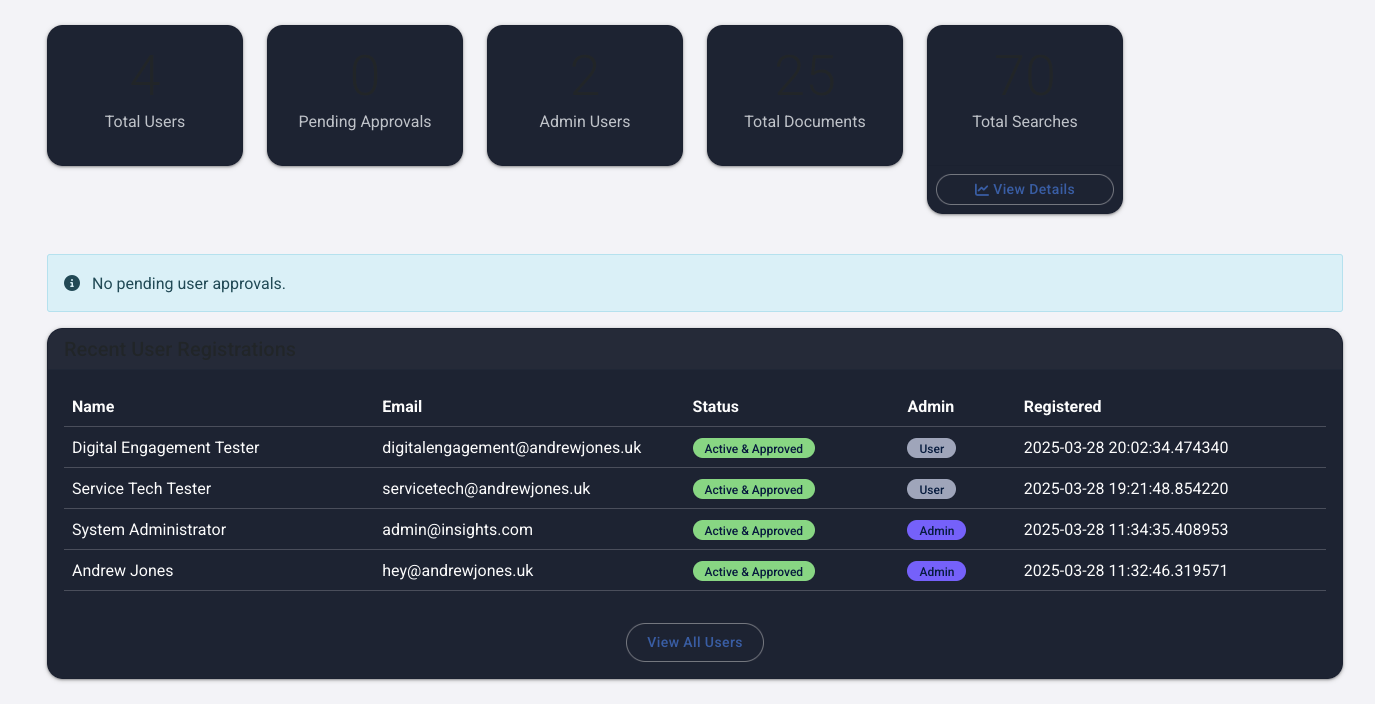 4
0
2
25
70
Total Users
Pending Approvals
Admin Users
Total Documents
Total Searches
View Details
No pending user approvals.
Recent User Registrations
Name Email Status Admin Registered
Digital Engagement Tester digitalengagement@andrewjones.uk Active & Approved User 2025-03-28 20:02:34.474340
Service Tech Tester servicetech@andrewjones.uk Active & Approved User 2025-03-28 19:21:48.854220
System Administrator admin@insights.com Active & Approved Admin 2025-03-28 11:34:35.408953
Andrew Jones hey@andrewjones.uk Active & Approved Admin 2025-03-28 11:32:46.319571
View All Users